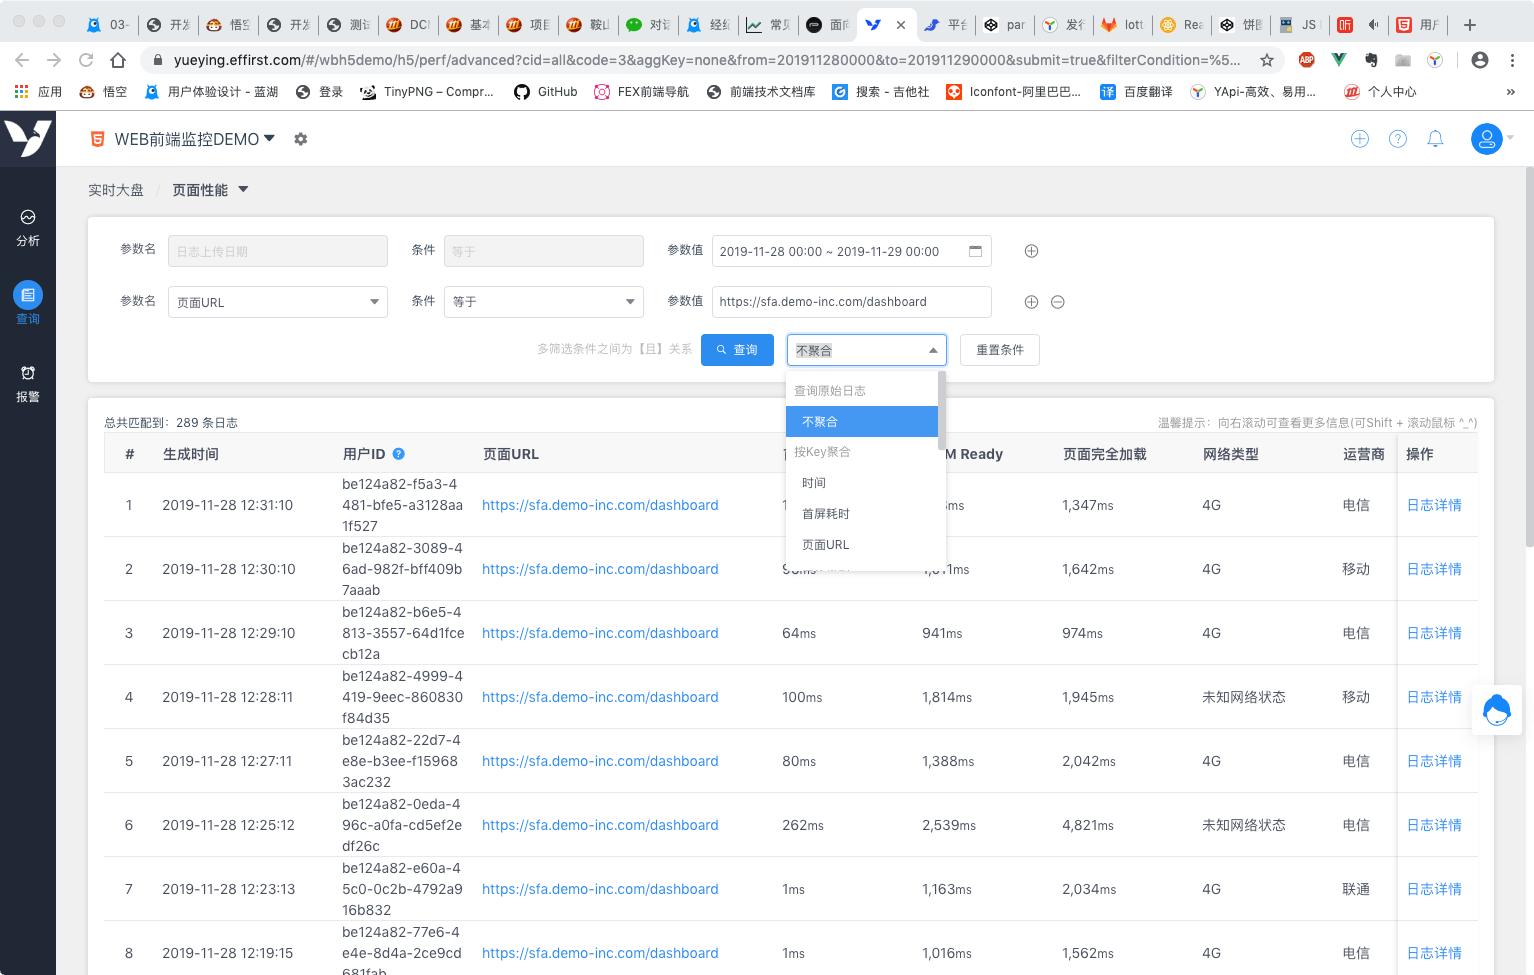 03- 开发 悟空 开发 测试 DCM 基本 项目 鞍山 对话 经纬 常见 面向 平台 par 发行 lott Rea 饼图 JS 用户
yueying.effirst.com/#/wbh5demo/h5/perf/advanced?cid=all&code=3&aggKey=none&from=201911280000&to=201911290000&submit=true&filterCondition=%5...
应用 悟空 用户体验设计 - 蓝湖 登录 TinyPNG – Compr... GitHub FEX前端导航 前端技术文档库 搜索 - 吉他社 Iconfont-阿里巴巴... 百度翻译 YApi-高效、易用... 个人中心 »
WEB前端监控DEMO
实时大盘 / 页面性能
分析
查询
报警
参数名 日志上传日期 条件 等于 参数值 2019-11-28 00:00 ~ 2019-11-29 00:00
参数名 页面URL 条件 等于 参数值 https://sfa.demo-inc.com/dashboard
多筛选条件之间为【且】关系 查询 不聚合 重置条件
查询原始日志
不聚合
按Key聚合
时间
首屏耗时
页面URL
总共匹配到：289 条日志 温馨提示：向右滚动可查看更多信息(可Shift + 滚动鼠标 ^_^)
# 生成时间 用户ID 页面URL M Ready 页面完全加载 网络类型 运营商 操作
1 2019-11-28 12:31:10 be124a82-f5a3-4481-bfe5-a3128aa1f527 https://sfa.demo-inc.com/dashboard 1,347ms 4G 电信 日志详情
2 2019-11-28 12:30:10 be124a82-3089-46ad-982f-bff409b7aaab https://sfa.demo-inc.com/dashboard 1,642ms 4G 移动 日志详情
3 2019-11-28 12:29:10 be124a82-b6e5-4813-3557-64d1fcecb12a https://sfa.demo-inc.com/dashboard 64ms 941ms 974ms 4G 电信 日志详情
4 2019-11-28 12:28:11 be124a82-4999-4419-9eec-860830f84d35 https://sfa.demo-inc.com/dashboard 100ms 1,814ms 1,945ms 未知网络状态 移动 日志详情
5 2019-11-28 12:27:11 be124a82-22d7-4e8e-b3ee-f159683ac232 https://sfa.demo-inc.com/dashboard 80ms 1,388ms 2,042ms 4G 电信 日志详情
6 2019-11-28 12:25:12 be124a82-0eda-496c-a0fa-cd5ef2edf26c https://sfa.demo-inc.com/dashboard 262ms 2,539ms 4,821ms 未知网络状态 电信 日志详情
7 2019-11-28 12:23:13 be124a82-e60a-45c0-0c2b-4792a916b832 https://sfa.demo-inc.com/dashboard 1ms 1,163ms 2,034ms 4G 联通 日志详情
8 2019-11-28 12:19:15 be124a82-77e6-4e4e-8d4a-2ce9cd681fab https://sfa.demo-inc.com/dashboard 1ms 1,016ms 1,562ms 4G 电信 日志详情